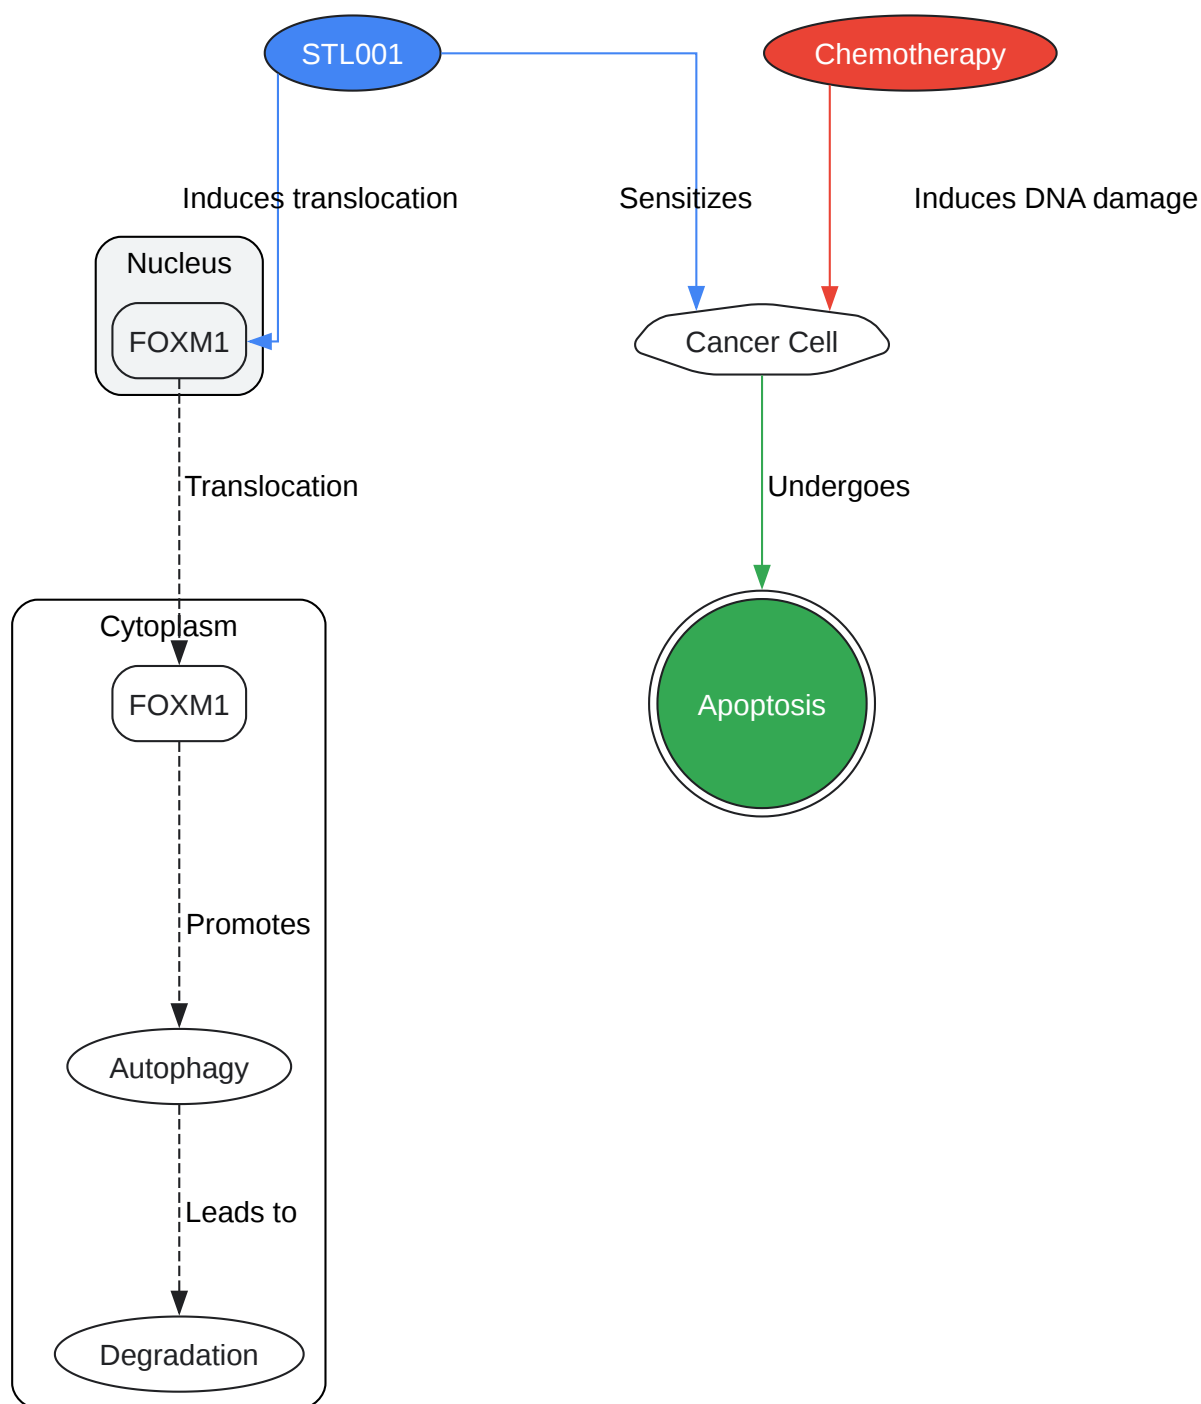 STL001
Chemotherapy
Induces translocation
Sensitizes
Induces DNA damage
Nucleus
FOXM1
Cancer Cell
Translocation
Undergoes
Cytoplasm
FOXM1
Apoptosis
Promotes
Autophagy
Leads to
Degradation